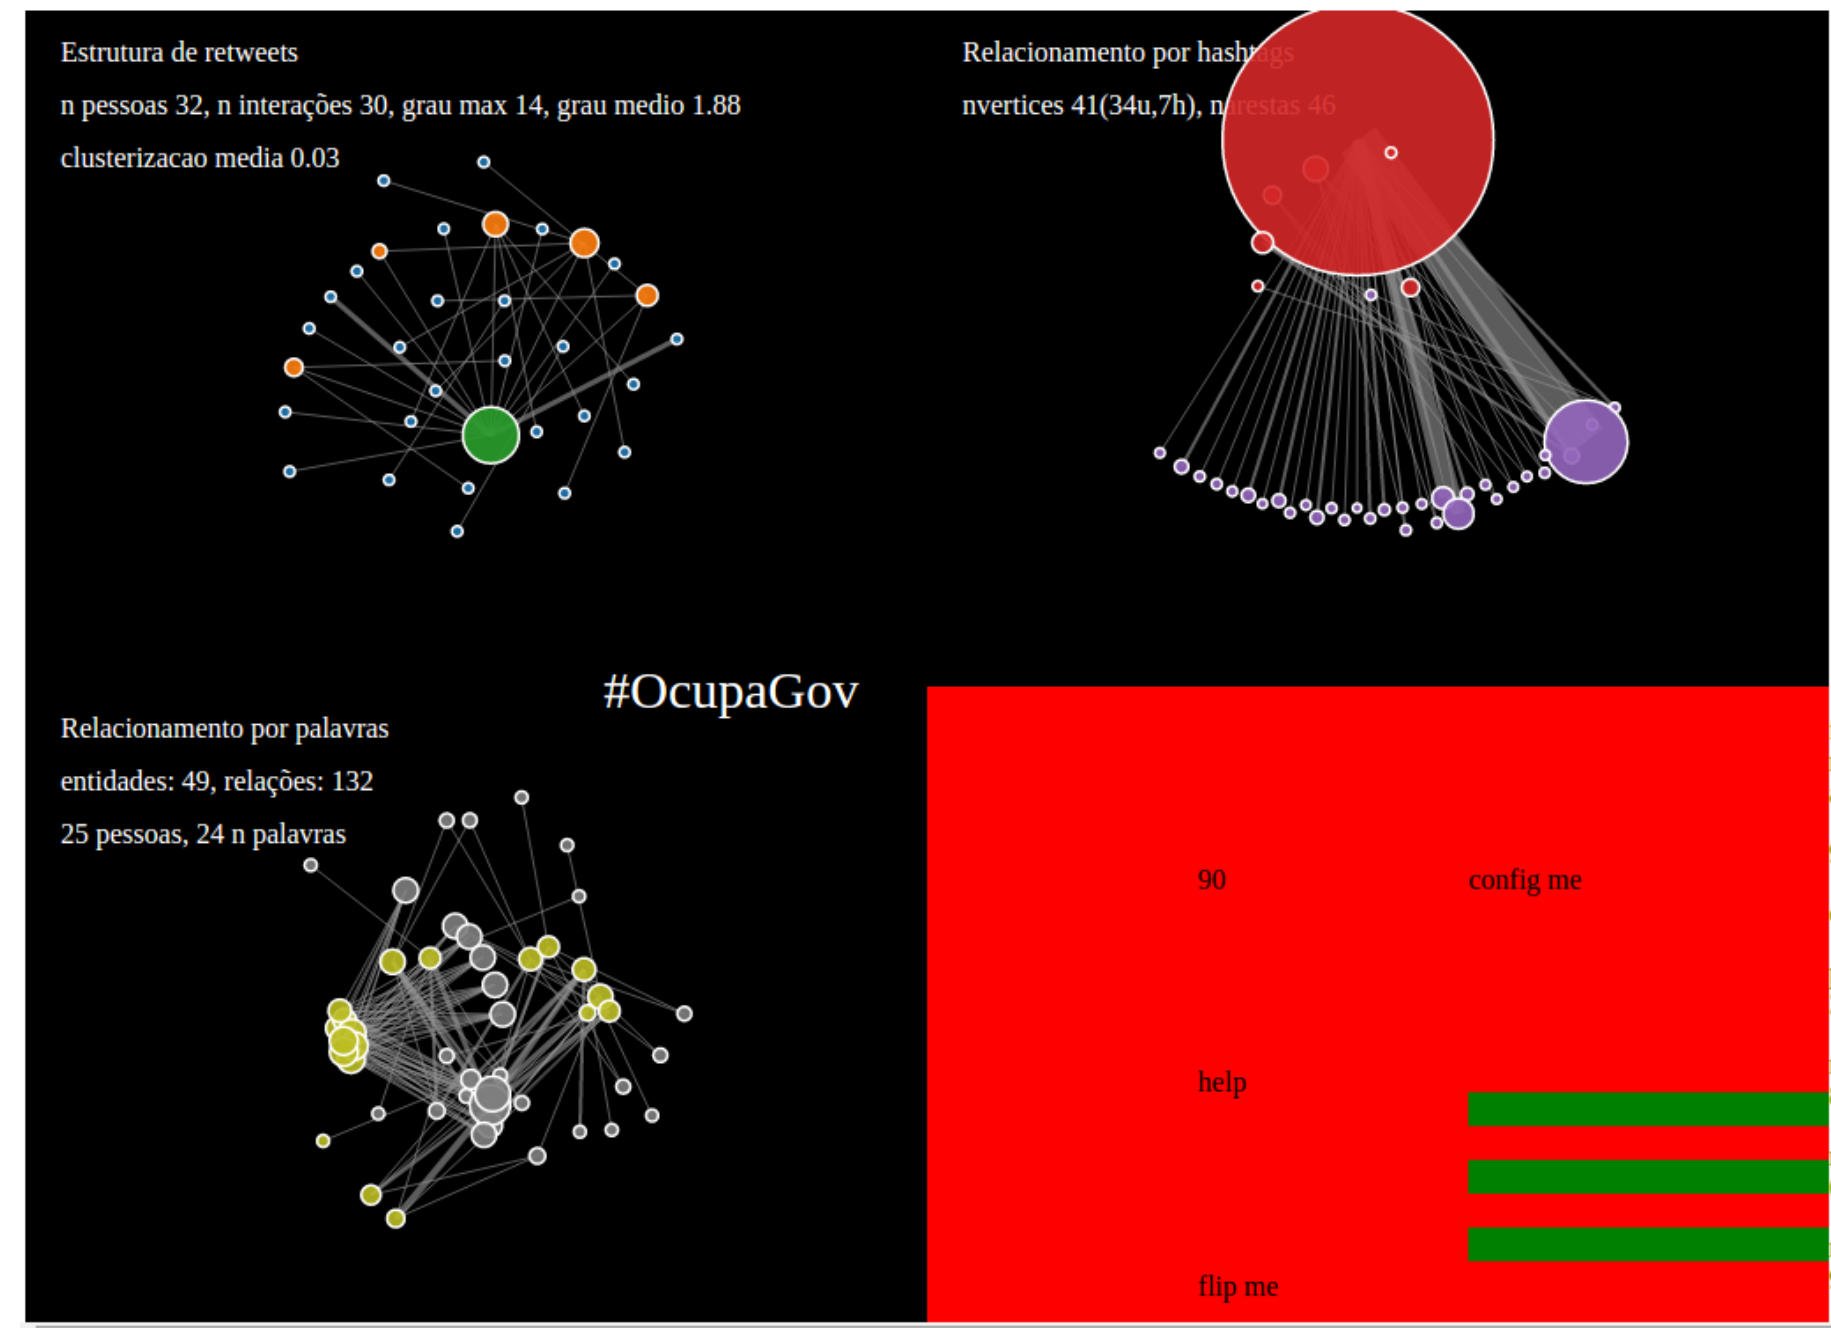 Estrutura de retweets
n pessoas 32, n interações 30, grau max 14, grau medio 1.88
clusterizacao media 0.03
Relacionamento por hashtags
nvertices 41(34u,7h), narestas 46
#OcupaGov
Relacionamento por palavras
entidades: 49, relações: 132
25 pessoas, 24 n palavras
90
config me
help
flip me